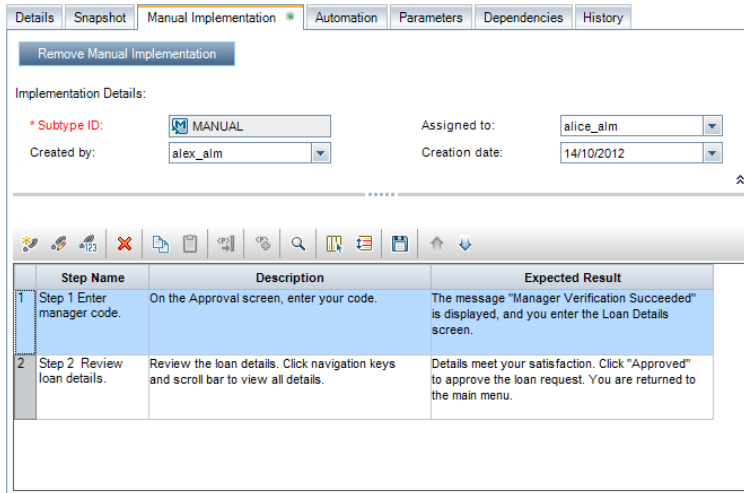 Details Snapshot Manual Implementation * Automation Parameters Dependencies History
Remove Manual Implementation
Implementation Details:
* Subtype ID: M MANUAL Assigned to: alice_alm
Created by: alex_alm Creation date: 14/10/2012
123 <P> <P>
Step Name Description Expected Result
1 Step 1 Enter On the Approval screen, enter your code. The message "Manager Verification Succeeded"
manager code. is displayed, and you enter the Loan Details
screen.
2 Step 2 Review Review the loan details. Click navigation keys Details meet your satisfaction. Click "Approved"
loan details. and scroll bar to view all details. to approve the loan request. You are returned to
the main menu.